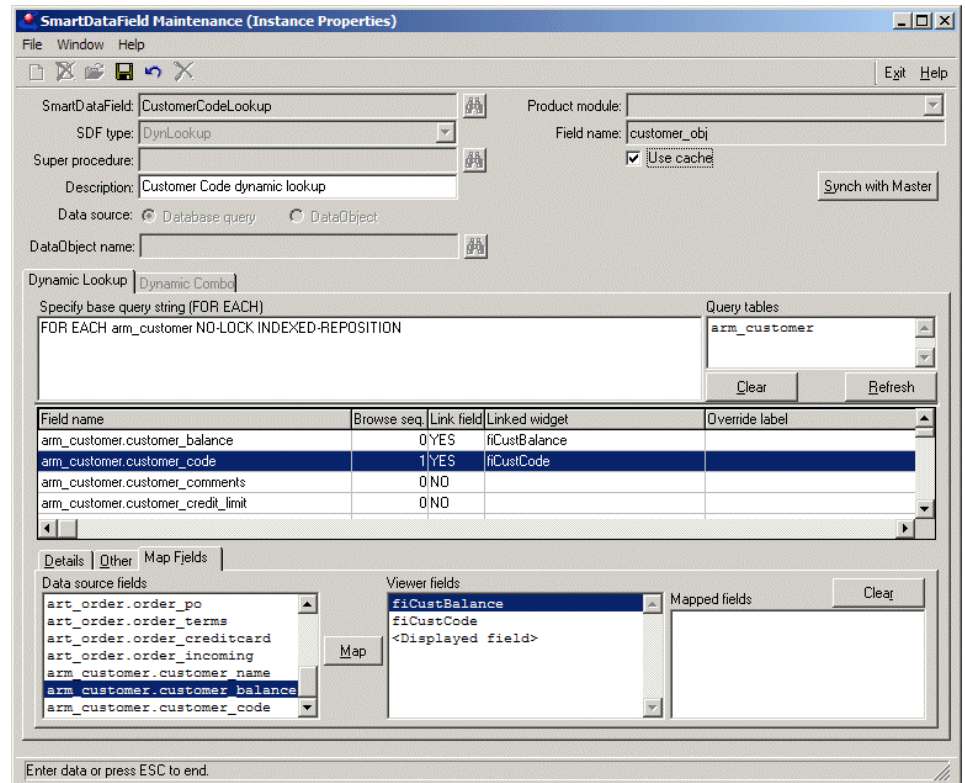 SmartDataField Maintenance (Instance Properties)
File Window Help
Exit Help
SmartDataField: CustomerCodeLookup
Product module:
SDF type: DynLookup
Field name: customer_obj
Super procedure:
Use cache
Description: Customer Code dynamic lookup
Synch with Master
Data source: Database query DataObject
DataObject name:
Dynamic Lookup Dynamic Combo
Specify base query string (FOR EACH)
Query tables
FOR EACH arm_customer NO-LOCK INDEXED-REPOSITION
arm_customer
Clear Refresh
Field name Browse seq. Link field Linked widget Override label
arm_customer.customer_balance 0 YES fiCustBalance
arm_customer.customer_code 1 YES fiCustCode
arm_customer.customer_comments 0 NO
arm_customer.customer_credit_limit 0 NO
Details Other Map Fields
Data source fields
Viewer fields
Mapped fields
Clear
art_order.order_po
art_order.order_terms
art_order.order_creditcard
art_order.order_incoming
arm_customer.customer_name
arm_customer.customer_balance
arm_customer.customer_code
Map
fiCustBalance
fiCustCode
<Displayed field>
Enter data or press ESC to end.